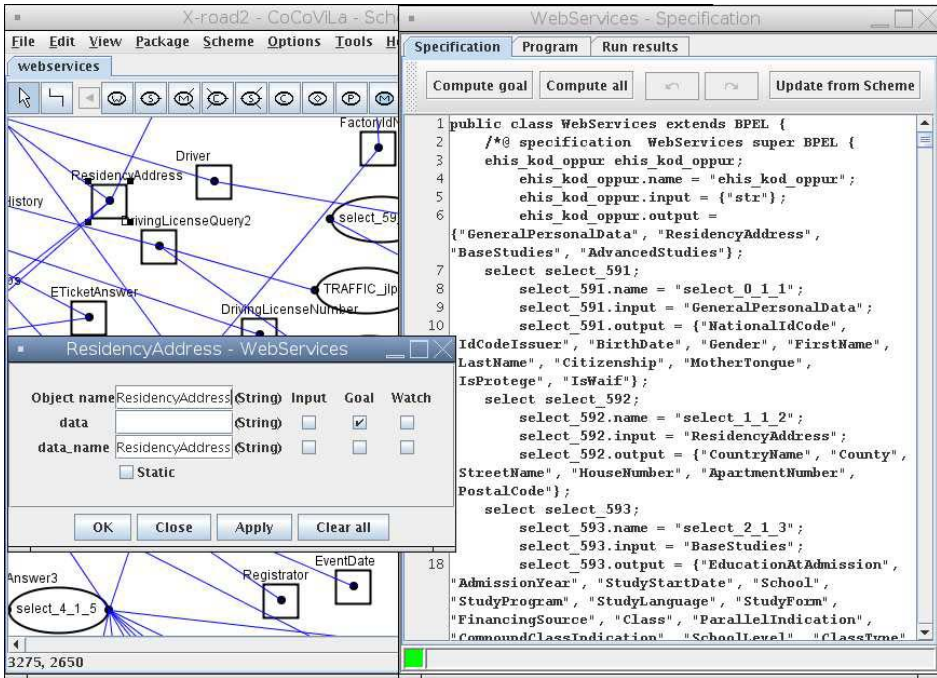 X-road2 - CoCoViLa - Sch
File Edit View Package Scheme Options Tools H
webservices
FactoryIdN
Driver
ResidencyAddress
History
DrivingLicenseQuery2
select_59
TRAFFIC_jlp
ETicketAnswer
DrivingLicenseNumber
ResidencyAddress - WebServices
Object name ResidencyAddress (String) Input Goal Watch
data (String)
data_name ResidencyAddress (String)
Static
OK Close Apply Clear all
EventDate
Answer3
Registrator
select_4_1_5
3275, 2650
WebServices - Specification
Specification Program Run results
Compute goal Compute all Update from Scheme
1 public class WebServices extends BPEL {
2 /*@ specification WebServices super BPEL {
3 ehis_kod_oppur ehis_kod_oppur;
4 ehis_kod_oppur.name = "ehis_kod_oppur";
5 ehis_kod_oppur.input = {"str"};
6 ehis_kod_oppur.output =
{"GeneralPersonalData", "ResidencyAddress",
"BaseStudies", "AdvancedStudies"};
7 select select_591;
8 select_591.name = "select_0_1_1";
9 select_591.input = "GeneralPersonalData";
10 select_591.output = {"NationalIdCode",
IdCodeIssuer", "BirthDate", "Gender", "FirstName",
LastName", "Citizenship", "MotherTongue",
IsProtege", "IsWaif"};
select select_592;
select_592.name = "select_1_1_2";
select_592.input = "ResidencyAddress";
select_592.output = {"CountryName", "County",
StreetName", "HouseNumber", "ApartmentNumber",
PostalCode"};
select select_593;
select_593.name = "select_2_1_3";
select_593.input = "BaseStudies";
18 select_593.output = {"EducationAtAdmission",
"AdmissionYear", "StudyStartDate", "School",
"StudyProgram", "StudyLanguage", "StudyForm",
"FinancingSource", "Class", "ParallelIndication",
"CompoundClassIndication", "SchoolLevel", "ClassType"